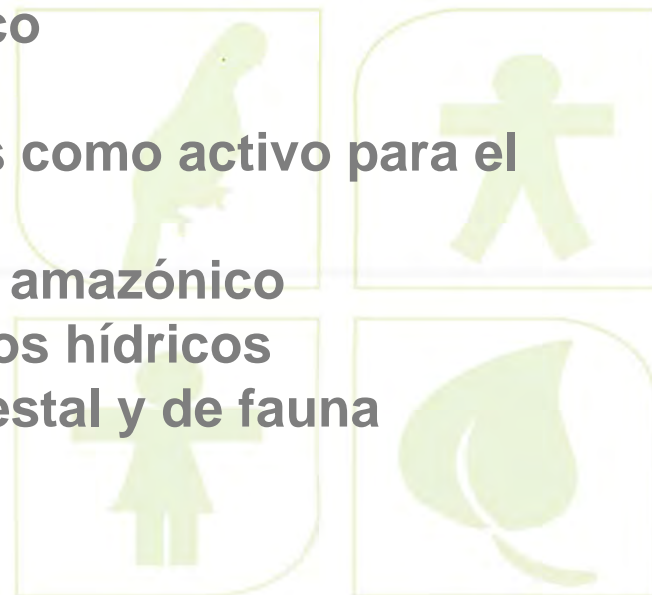 co
s como activo para el
amazónico
os hídricos
estal y de fauna